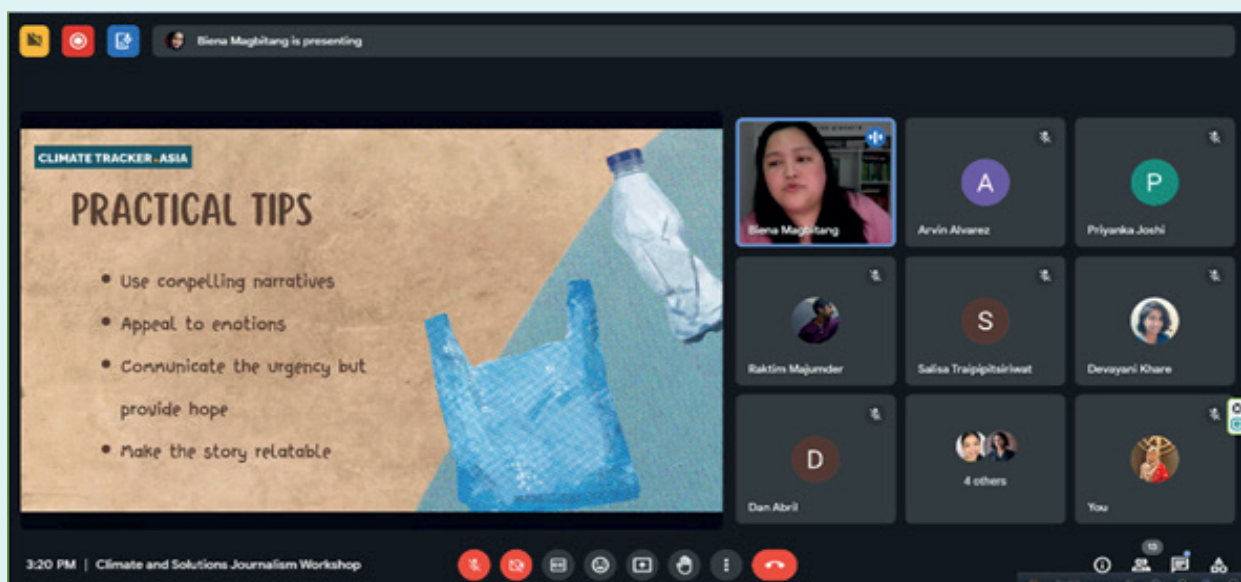 Biena Magbitang is presenting
CLIMATE TRACKER ASIA
PRACTICAL TIPS
• Use compelling narratives
• Appeal to emotions
• Communicate the urgency but
provide hope
• Make the story relatable
Biena Magbitang
A
Arvin Alvarez
P
Priyanka Joshi
Raktim Majumder
S
Salisa Traipipitsiriwat
Devayani Khare
D
Dan Abril
4 others
You
3:20 PM | Climate and Solutions Journalism Workshop
13